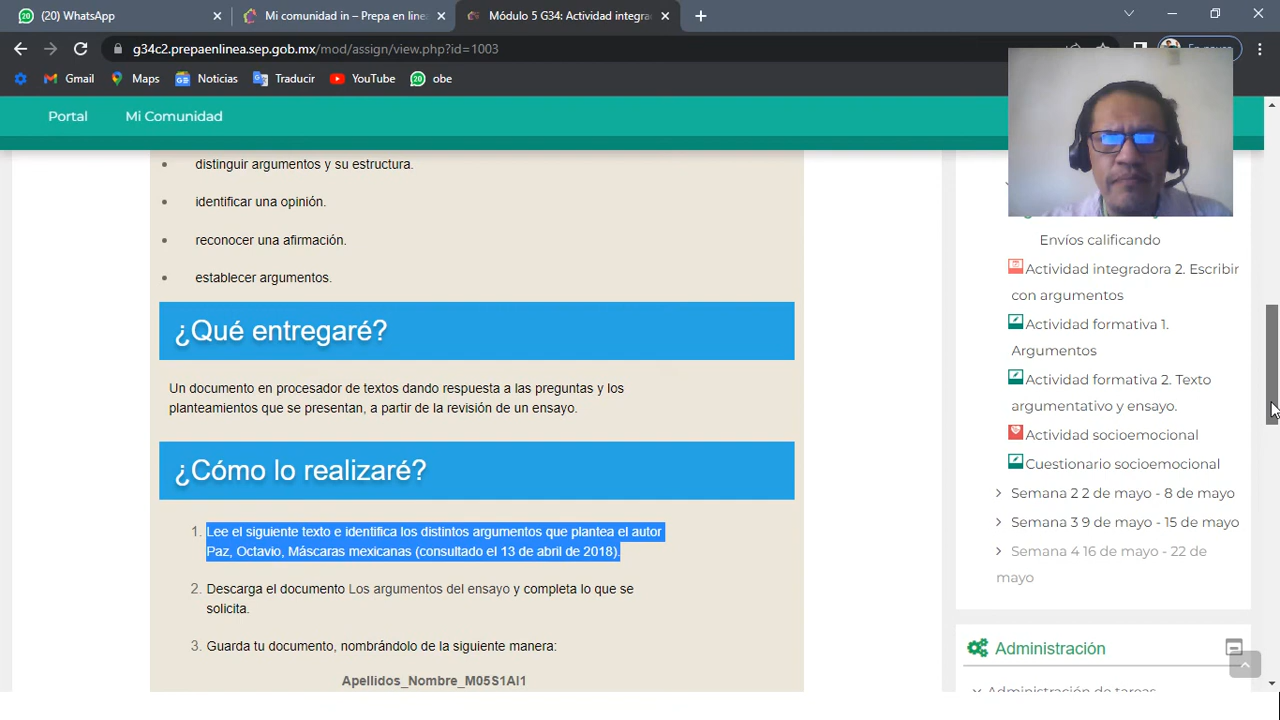 (20) WhatsApp
Mi comunidad in – Prepa en line
Módulo 5 G34: Actividad integra
g34c2.prepaenlinea.sep.gob.mx/mod/assign/view.php?id=1003
Gmail
Maps
Noticias
Traducir
YouTube
obe
Portal
Mi Comunidad
distinguir argumentos y su estructura.
identificar una opinión.
reconocer una afirmación.
establecer argumentos.
¿Qué entregaré?
Un documento en procesador de textos dando respuesta a las preguntas y los
planteamientos que se presentan, a partir de la revisión de un ensayo.
¿Cómo lo realizaré?
1. Lee el siguiente texto e identifica los distintos argumentos que plantea el autor
Paz, Octavio, Máscaras mexicanas (consultado el 13 de abril de 2018).
2. Descarga el documento Los argumentos del ensayo y completa lo que se
solicita.
3. Guarda tu documento, nombrándolo de la siguiente manera:
Apellidos_Nombre_M05S1AI1
Envíos calificando
Actividad integradora 2. Escribir
con argumentos
Actividad formativa 1.
Argumentos
Actividad formativa 2. Texto
argumentativo y ensayo.
Actividad socioemocional
Cuestionario socioemocional
Semana 2 2 de mayo - 8 de mayo
Semana 3 9 de mayo - 15 de mayo
Semana 4 16 de mayo - 22 de
mayo
Administración
Administración de tareas